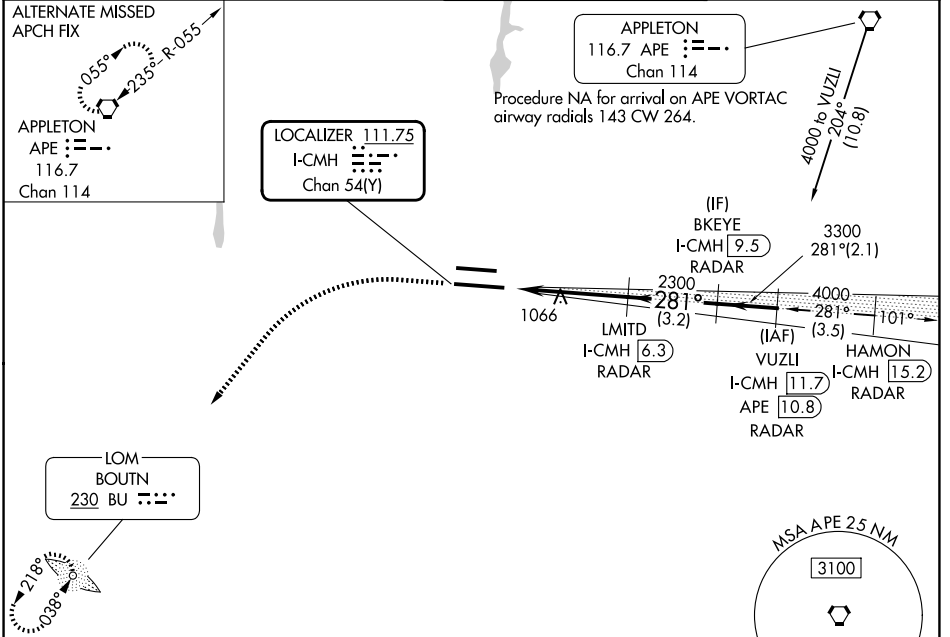 ALTERNATE MISSED
APCH FIX
055°
235°
R-055
APPLETON
APE
116.7
Chan 114
APPLETON
116.7 APE
Chan 114
Procedure NA for arrival on APE VORTAC
airway radials 143 CW 264.
4000 to VUZLI
204°
(10.8)
LOCALIZER 111.75
I-CMH
Chan 54(Y)
(IF)
BKEYE
I-CMH 9.5
RADAR
3300
281°(2.1)
2300
281°
(3.2)
4000
281°
(3.5)
101°
1066
LMITD
I-CMH 6.3
RADAR
(IAF)
VUZLI
I-CMH 11.7
APE 10.8
RADAR
HAMON
I-CMH 15.2
RADAR
LOM
BOUTN
230 BU
218°
038°
MSA APE 25 NM
3100